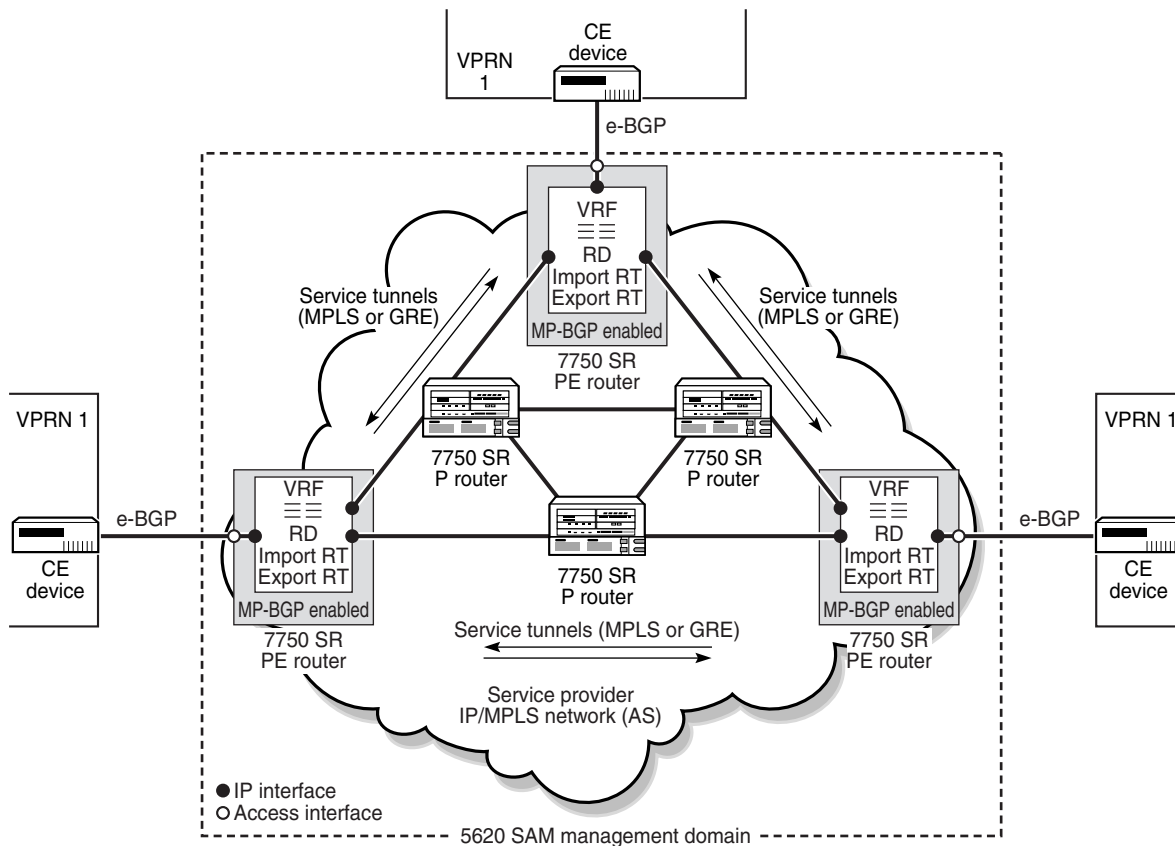 CE
device
VPRN
1
e-BGP
VRF
RD
Import RT
Export RT
MP-BGP enabled
7750 SR
PE router
Service tunnels
(MPLS or GRE)
Service tunnels
(MPLS or GRE)
7750 SR
P router
7750 SR
P router
VPRN 1
CE
device
e-BGP
VRF
RD
Import RT
Export RT
MP-BGP enabled
7750 SR
PE router
7750 SR
P router
VRF
RD
Import RT
Export RT
MP-BGP enabled
7750 SR
PE router
e-BGP
VPRN 1
CE
device
Service tunnels (MPLS or GRE)
Service provider
IP/MPLS network (AS)
IP interface
Access interface
5620 SAM management domain